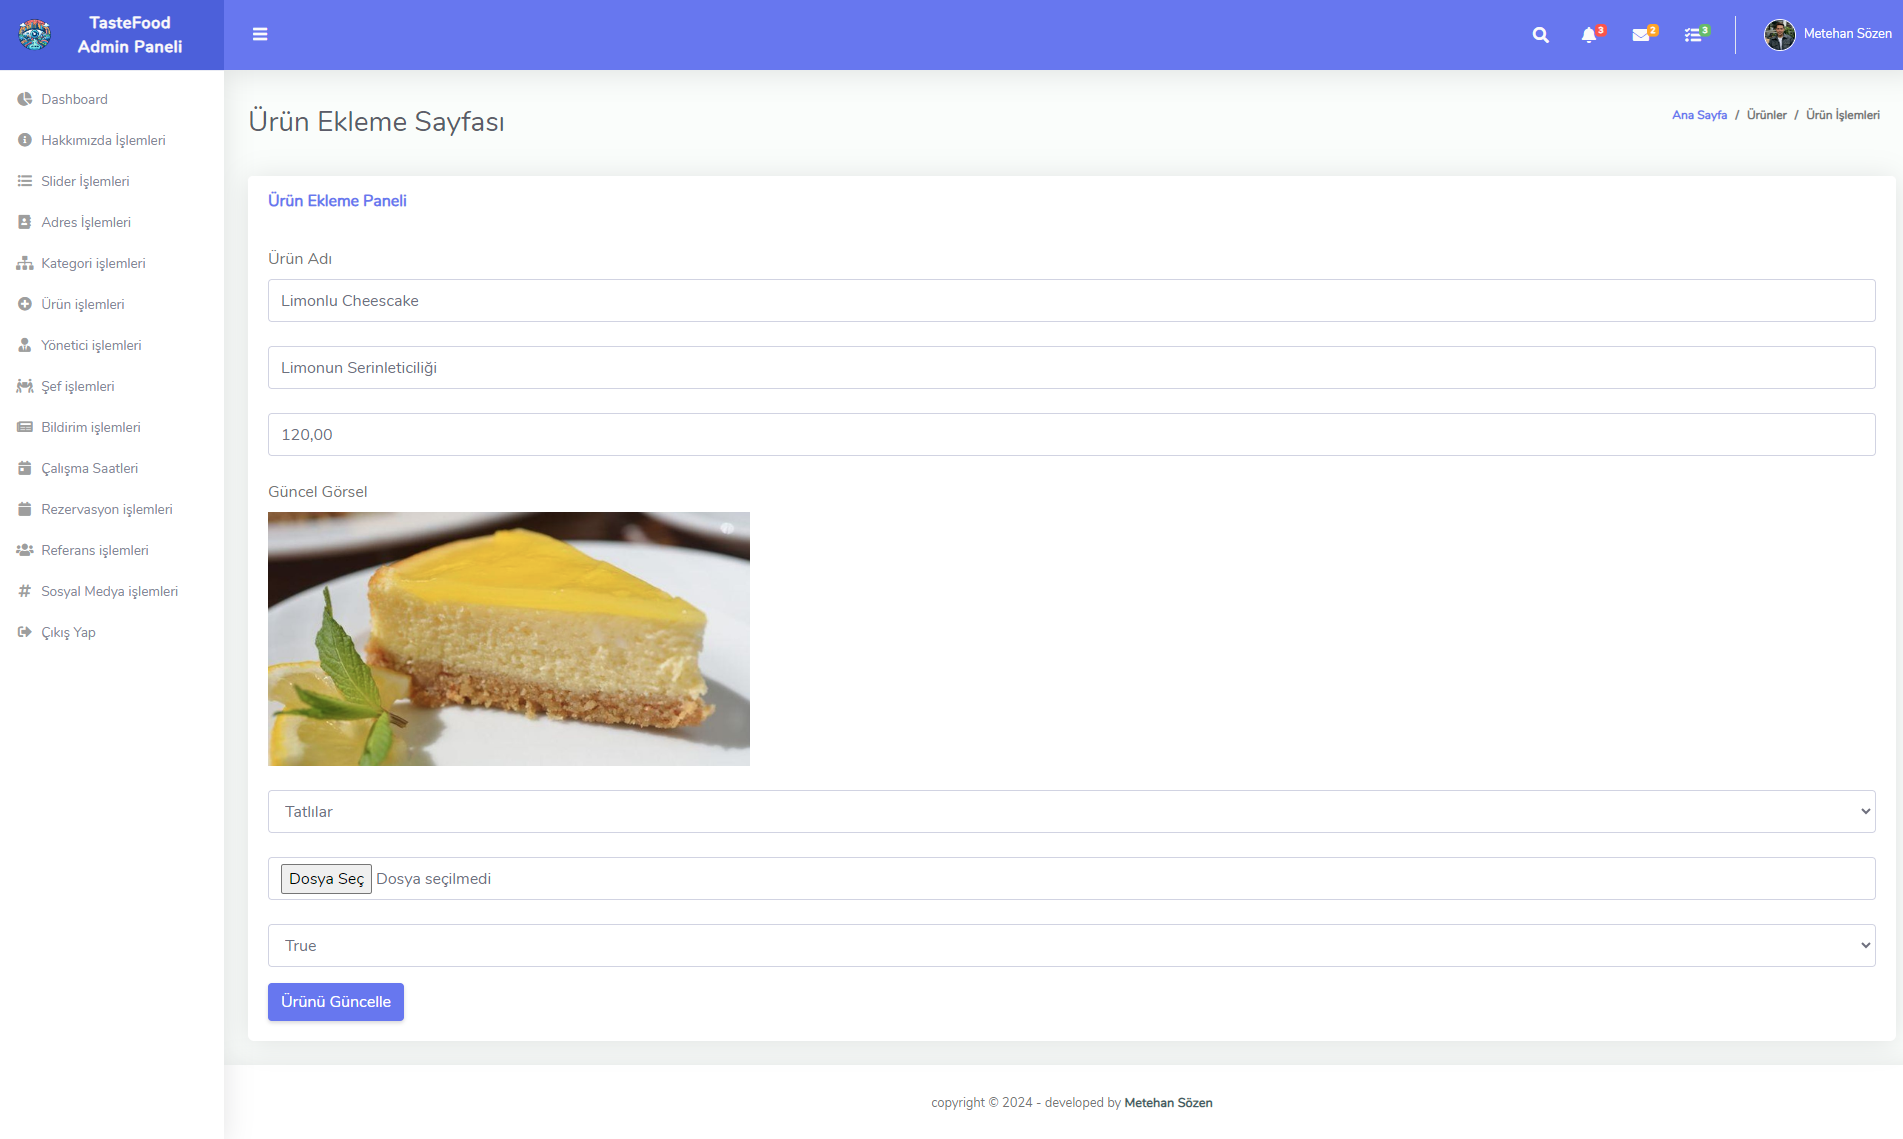 TasteFood
Admin Paneli
3
2
3
Metehan Sözen
Dashboard
Hakkımızda İşlemleri
Slider İşlemleri
Adres İşlemleri
Kategori işlemleri
Ürün işlemleri
Yönetici işlemleri
Şef işlemleri
Bildirim işlemleri
Çalışma Saatleri
Rezervasyon işlemleri
Referans işlemleri
Sosyal Medya işlemleri
Çıkış Yap
Ürün Ekleme Sayfası
Ana Sayfa / Ürünler / Ürün İşlemleri
Ürün Ekleme Paneli
Ürün Adı
Limonlu Cheescake
Limonun Serinleticiliği
120,00
Güncel Görsel
Tatlılar
Dosya Seç Dosya seçilmedi
True
Ürünü Güncelle
copyright © 2024 - developed by Metehan Sözen